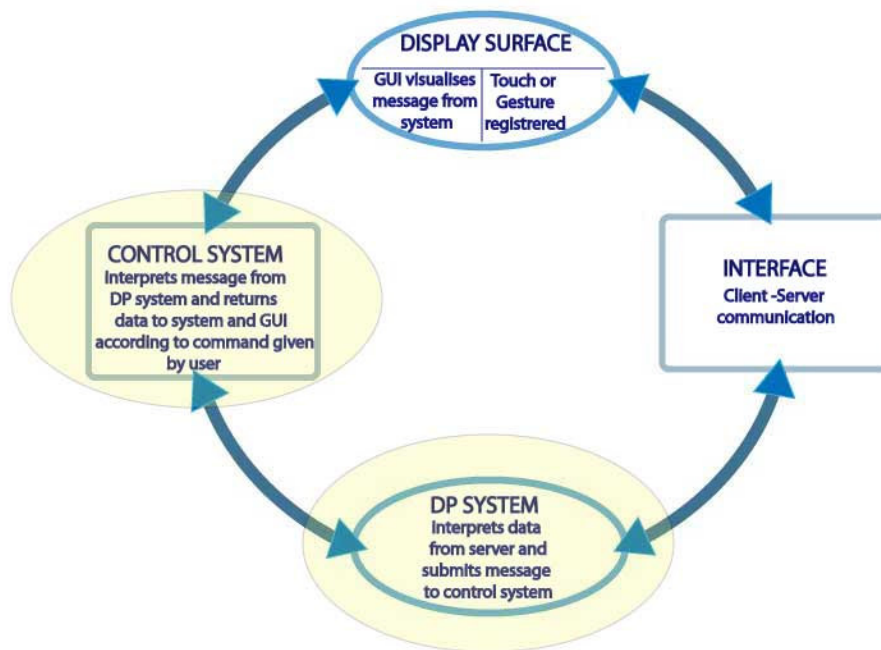 DISPLAY SURFACE
GUI visualises
message from
system
Touch or
Gesture
registrered
CONTROL SYSTEM
Interprets message from
DP system and returns
data to system and GUI
according to command given
by user
INTERFACE
Client -Server
communication
DP SYSTEM
Interprets data
from server and
submits message
to control system